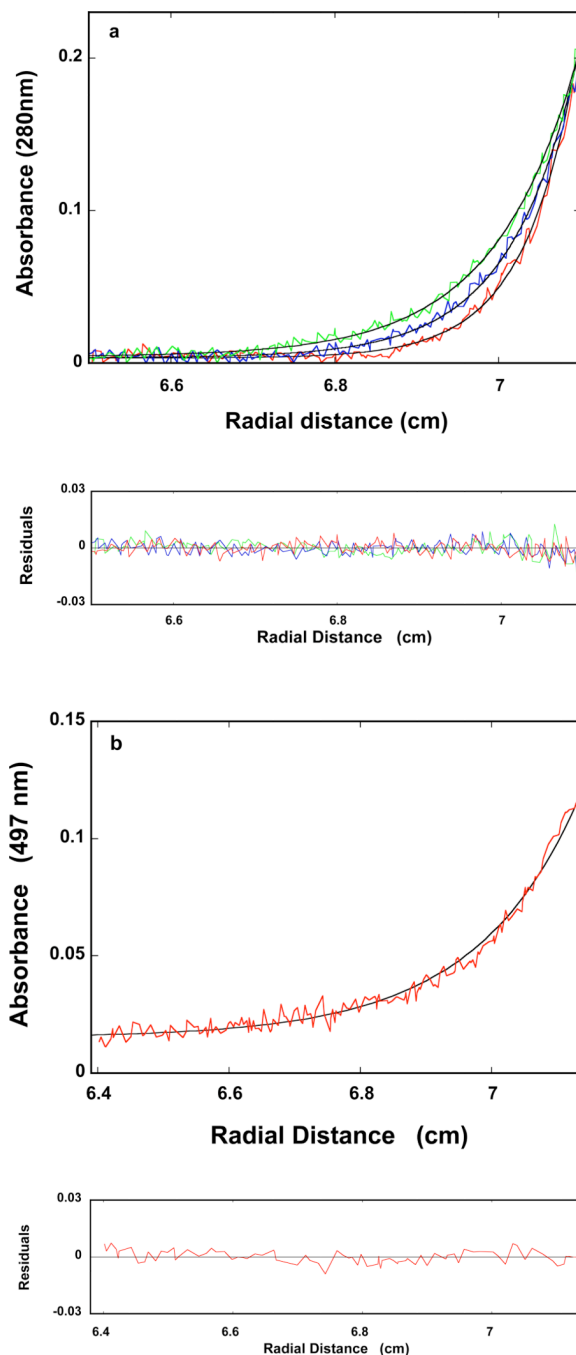 a
0.2
0.1
0
Absorbance (280nm)
6.6 6.8 7
Radial distance (cm)
0.03
0
-0.03
Residuals
6.6 6.8 7
Radial Distance (cm)
b
0.15
0.1
0.05
0
Absorbance (497 nm)
6.4 6.6 6.8 7
Radial Distance (cm)
0.03
0
-0.03
Residuals
6.4 6.6 6.8 7
Radial Distance (cm)